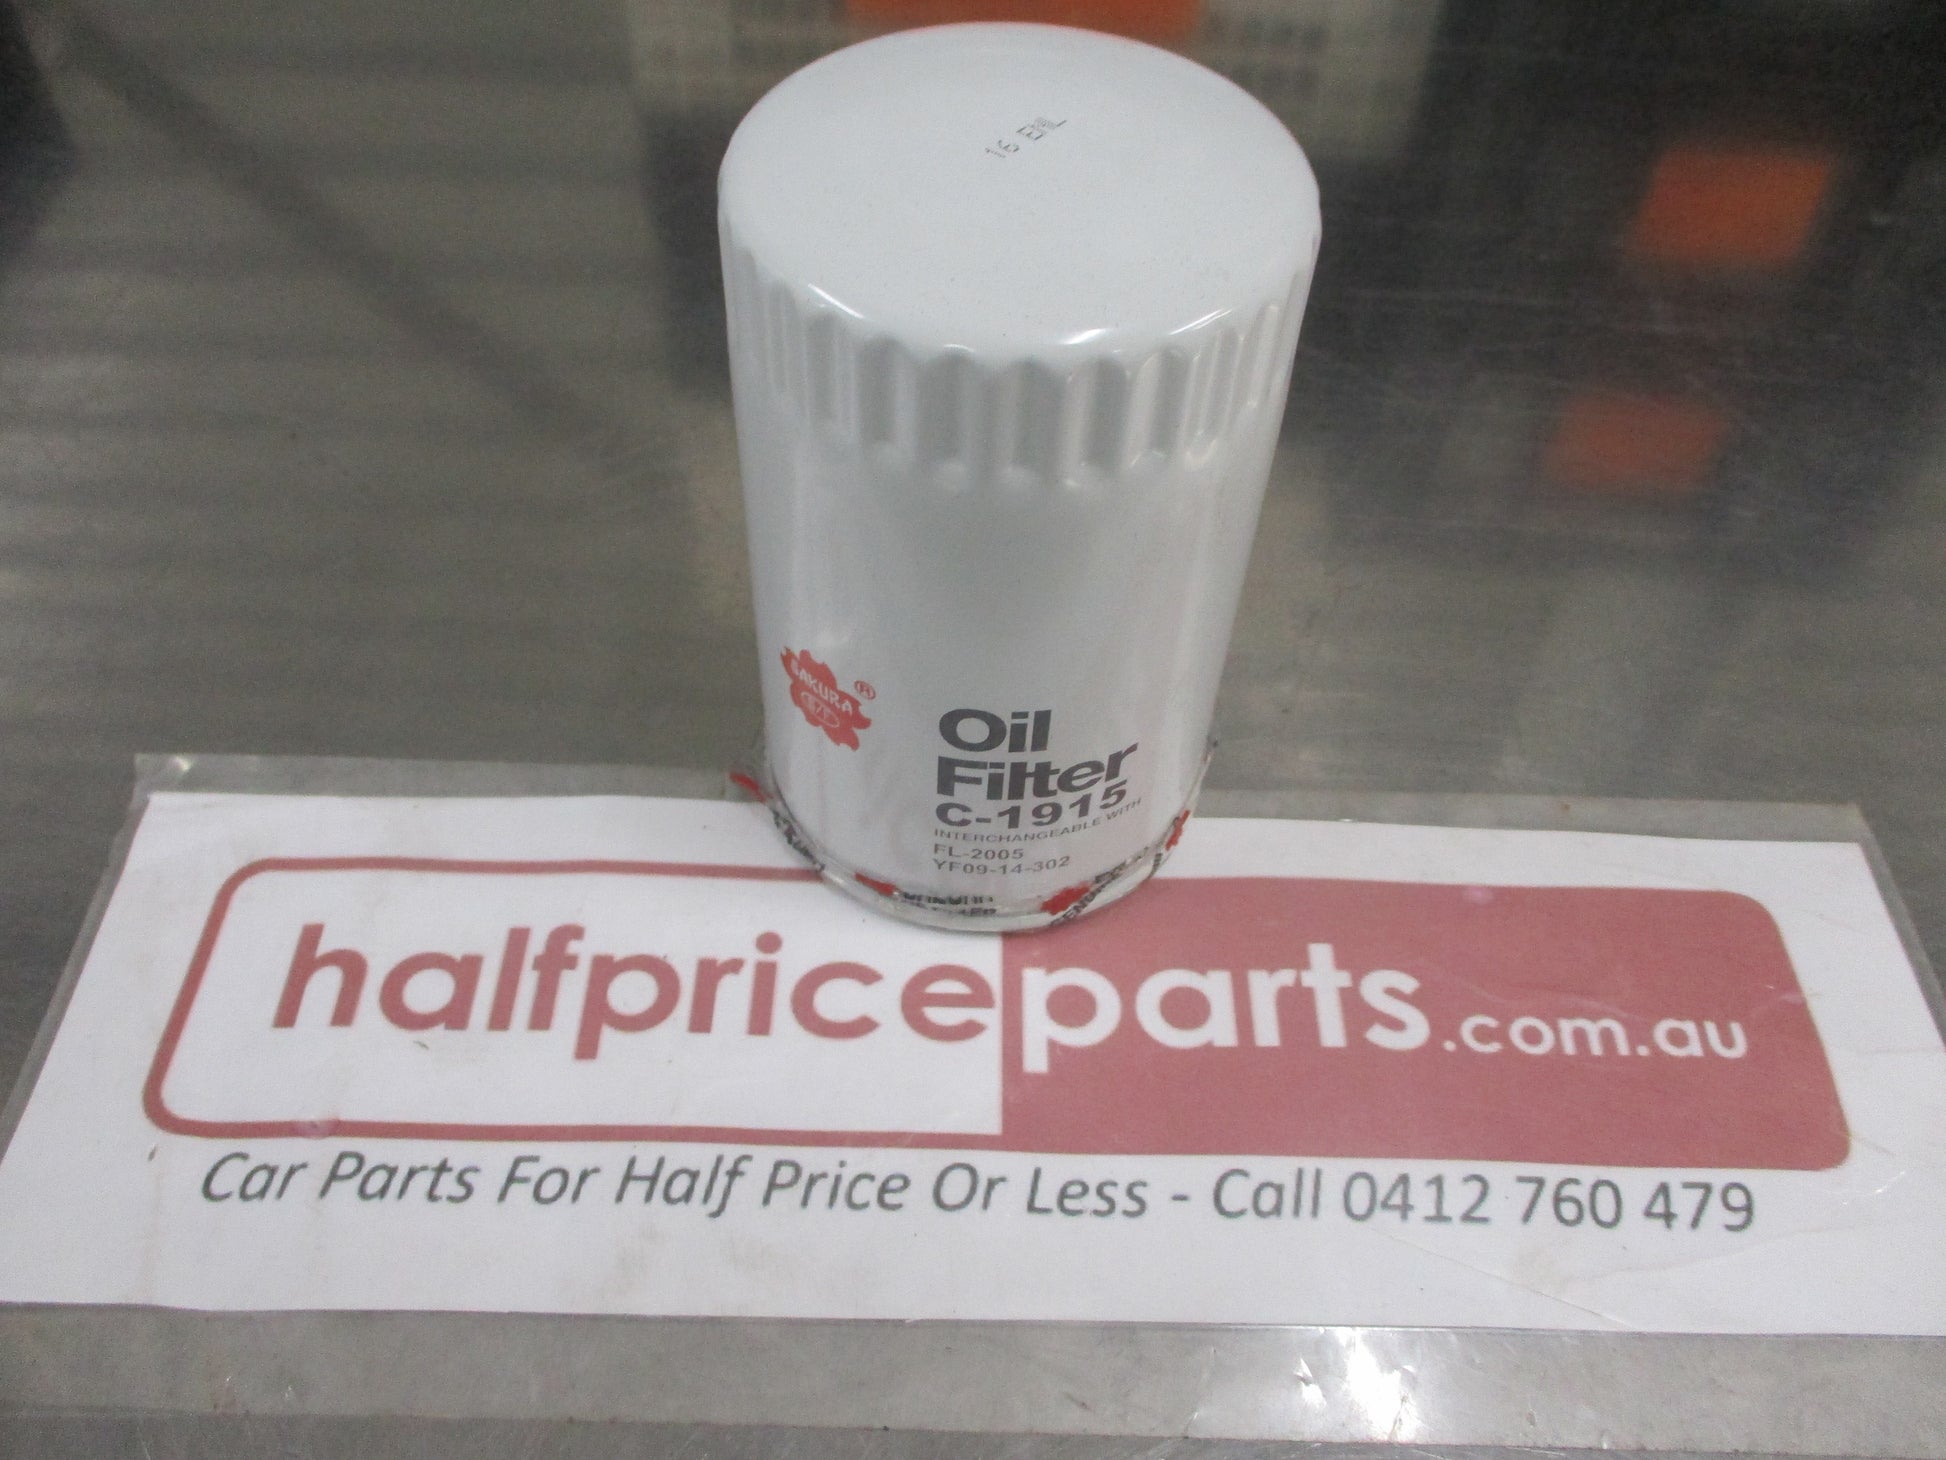 16 EML
SAKURA ®
Oil
Filter
C-1915
INTERCHANGEABLE WITH
FL-2005
YF09-14-302
halfpriceparts.com.au
Car Parts For Half Price Or Less - Call 0412 760 479